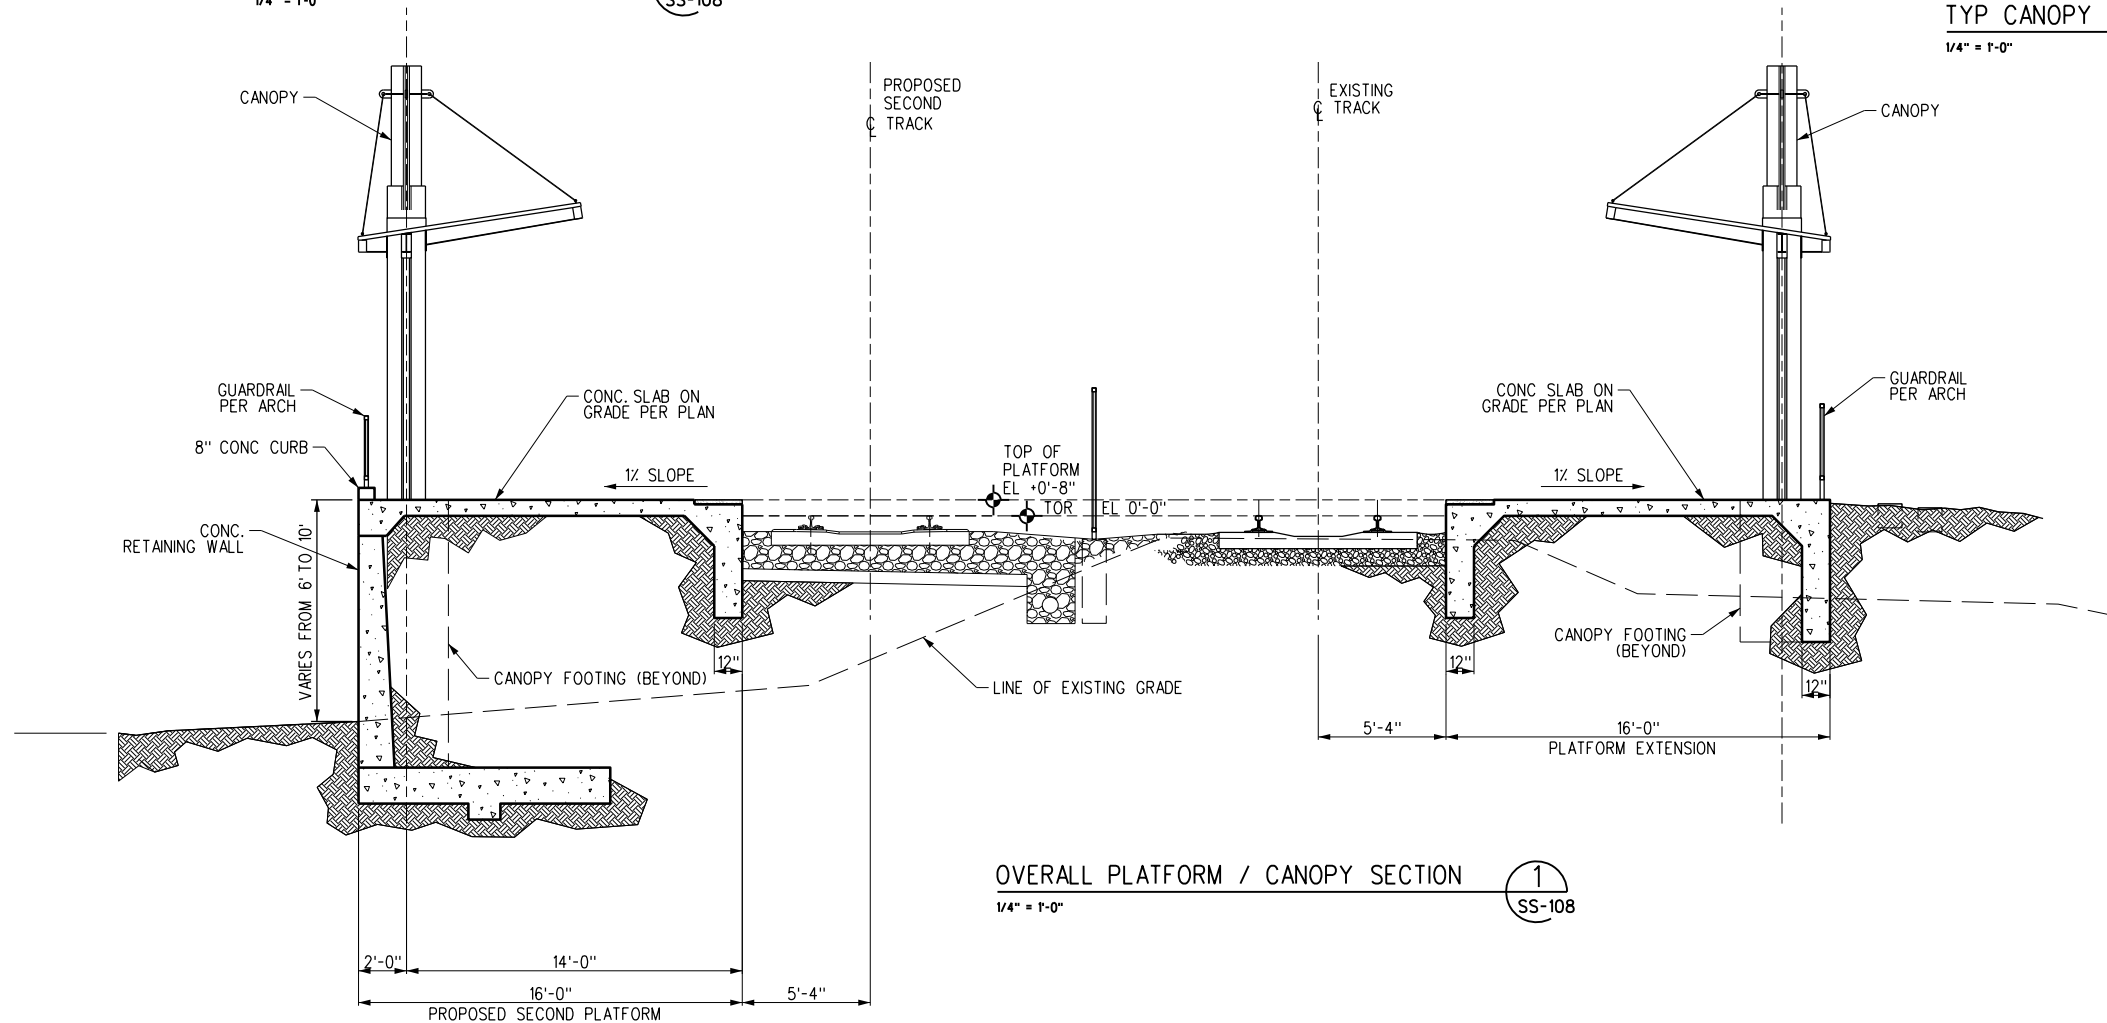 1/4" = 1'-0"
SS-108
TYP CANOPY
1/4" = 1'-0"
CANOPY
PROPOSED
SECOND
℄ TRACK
EXISTING
℄ TRACK
CANOPY
GUARDRAIL
PER ARCH
8" CONC CURB
CONC. SLAB ON
GRADE PER PLAN
1% SLOPE
TOP OF
PLATFORM
EL +0'-8"
TOR EL 0'-0"
CONC SLAB ON
GRADE PER PLAN
1% SLOPE
GUARDRAIL
PER ARCH
CONC.
RETAINING WALL
VARIES FROM 6' TO 10'
CANOPY FOOTING (BEYOND)
12"
LINE OF EXISTING GRADE
12"
CANOPY FOOTING
(BEYOND)
12"
5'-4"
16'-0"
PLATFORM EXTENSION
OVERALL PLATFORM / CANOPY SECTION
1
SS-108
1/4" = 1'-0"
2'-0"
14'-0"
16'-0"
PROPOSED SECOND PLATFORM
5'-4"